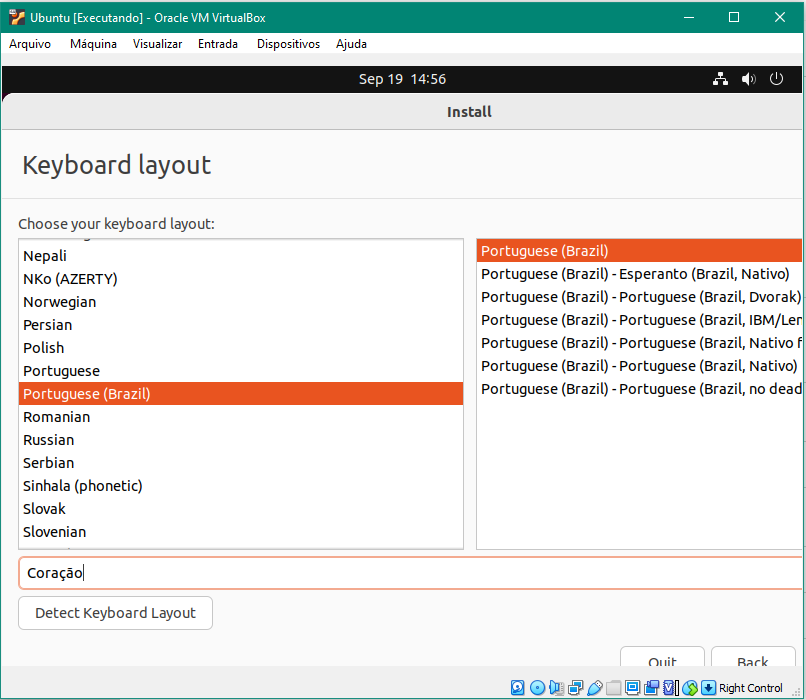 Ubuntu [Executando] - Oracle VM VirtualBox
Arquivo Máquina Visualizar Entrada Dispositivos Ajuda
Sep 19 14:56
Install
Keyboard layout
Choose your keyboard layout:
Nepali
NKo (AZERTY)
Norwegian
Persian
Polish
Portuguese
Portuguese (Brazil)
Romanian
Russian
Serbian
Sinhala (phonetic)
Slovak
Slovenian
Portuguese (Brazil)
Portuguese (Brazil) - Esperanto (Brazil, Nativo)
Portuguese (Brazil) - Portuguese (Brazil, Dvorak)
Portuguese (Brazil) - Portuguese (Brazil, IBM/Len
Portuguese (Brazil) - Portuguese (Brazil, Nativo f
Portuguese (Brazil) - Portuguese (Brazil, Nativo)
Portuguese (Brazil) - Portuguese (Brazil, no dead
Coração
Detect Keyboard Layout
Quit Back
Right Control